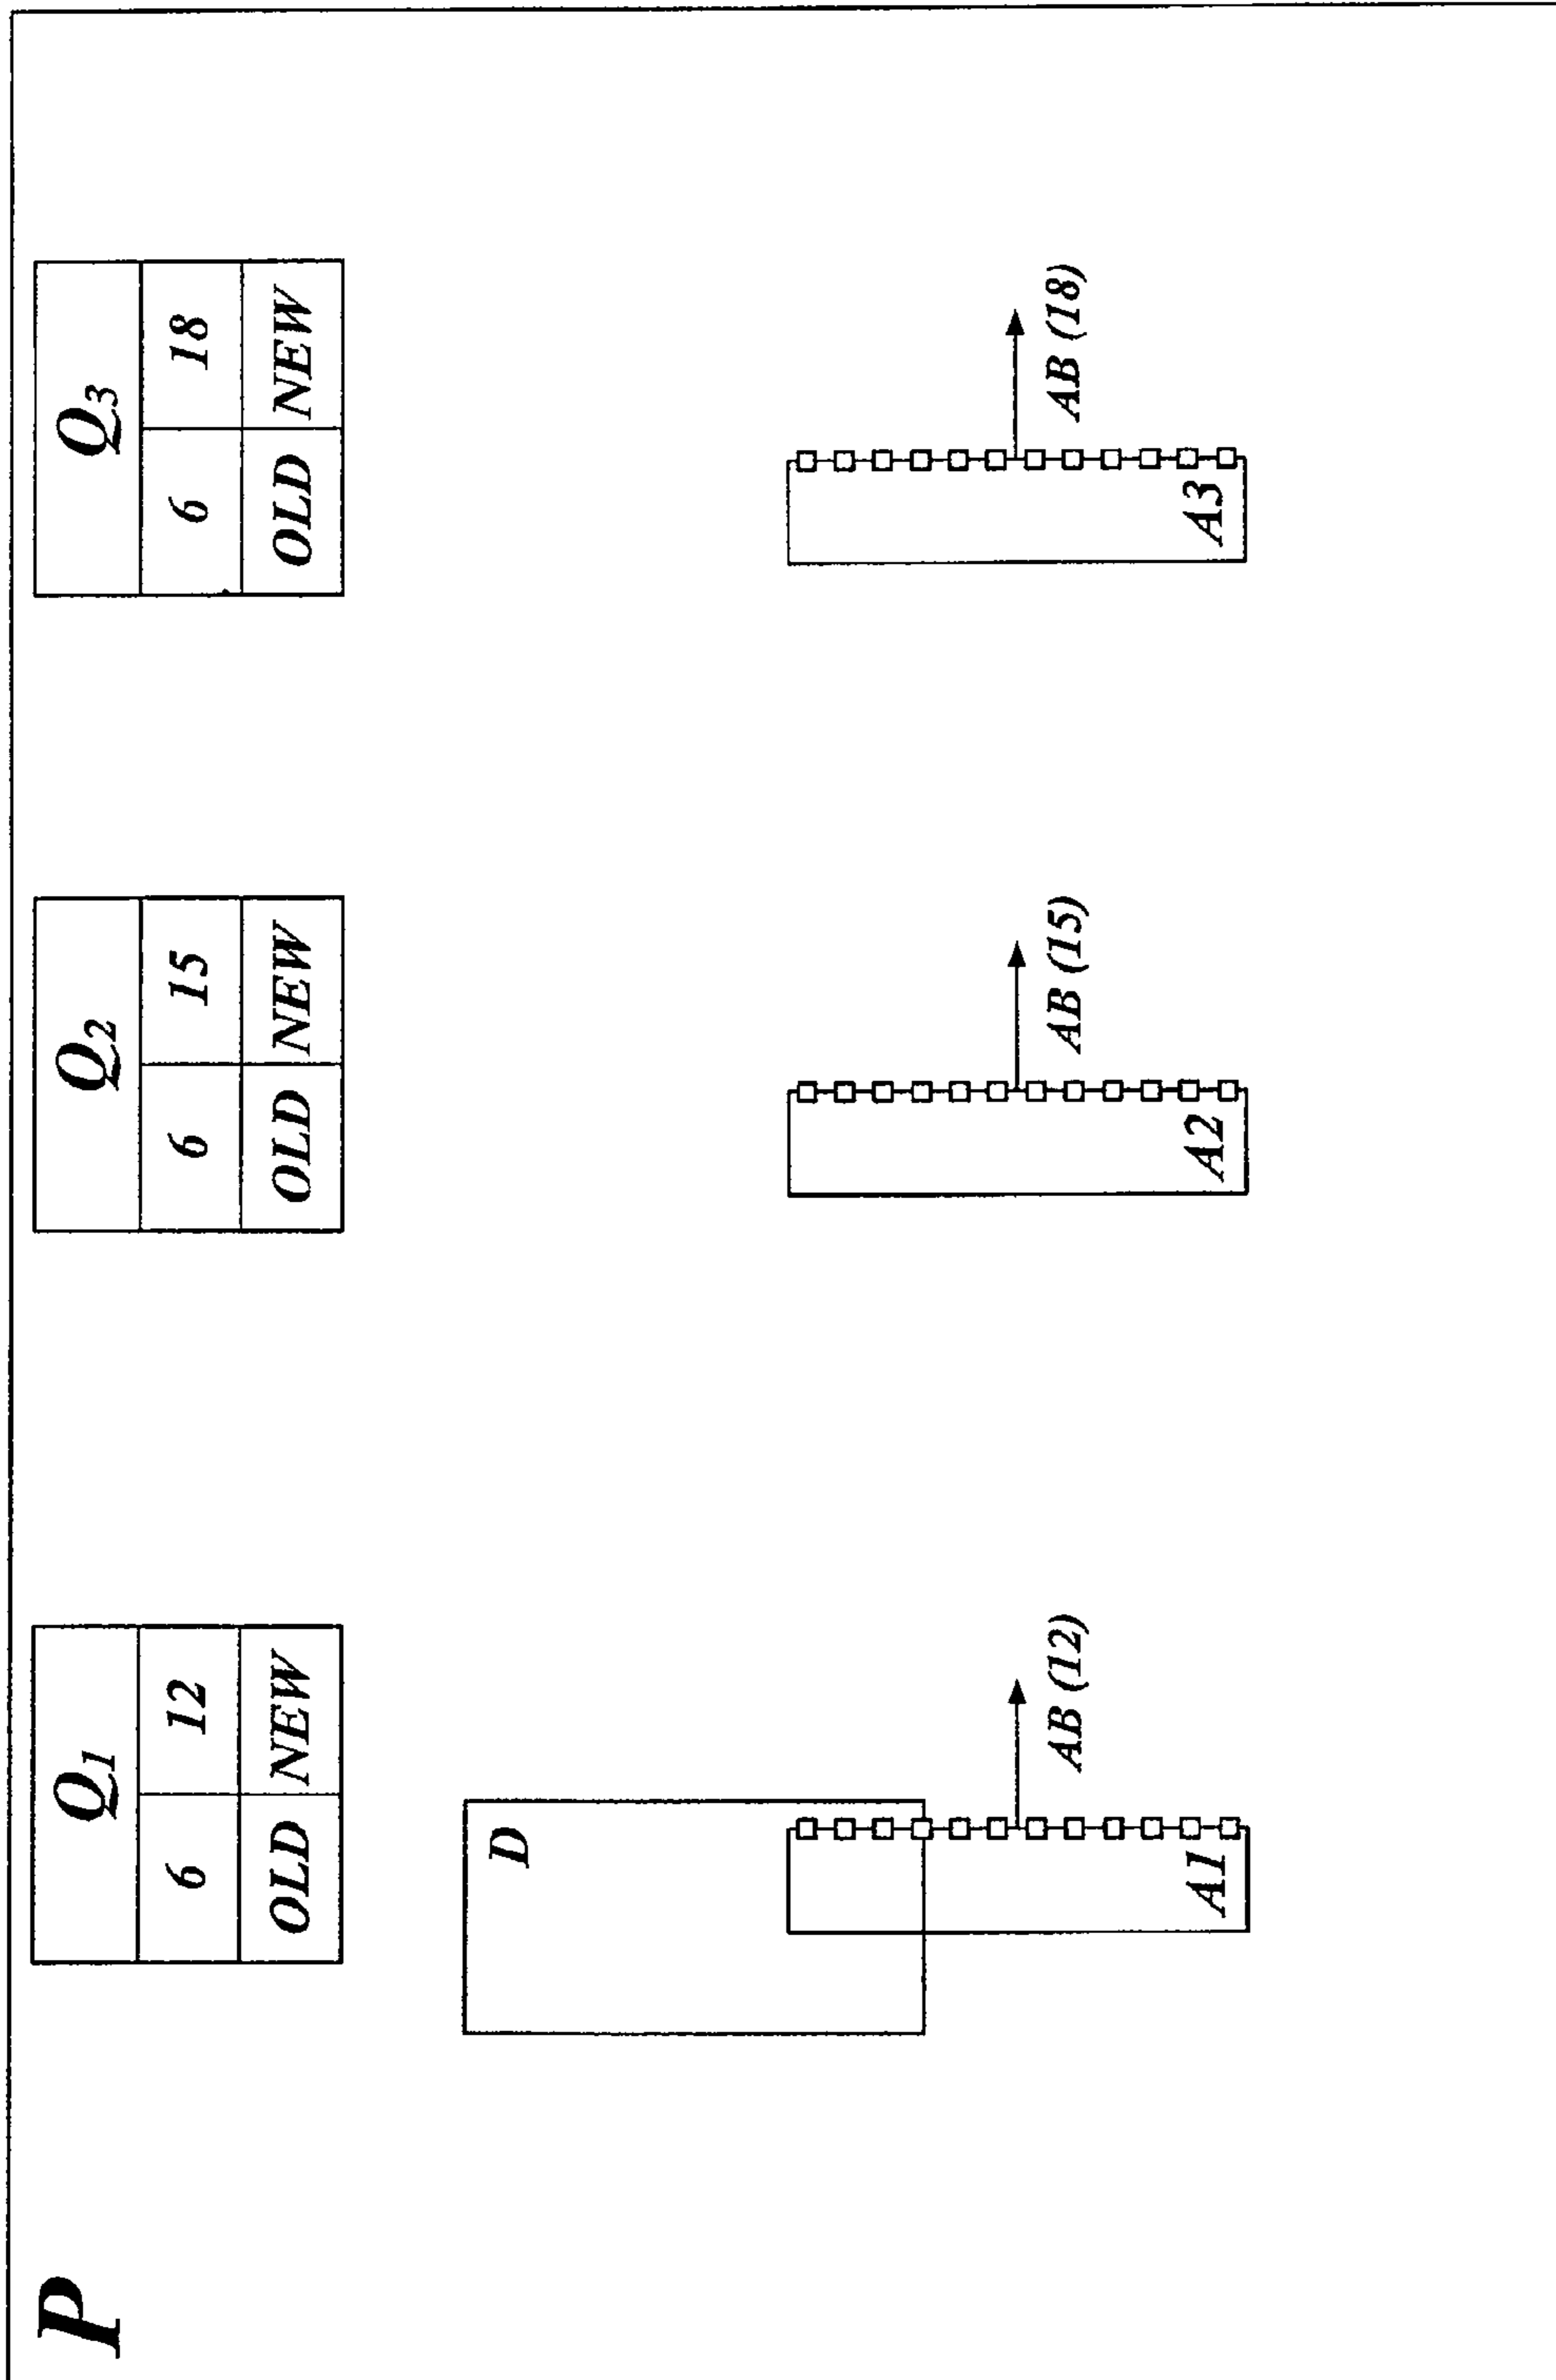 P
Q1 Q2 Q3
6 12 6 15 6 18
OLD NEW OLD NEW OLD NEW
D
AB (12) AB (15) AB (18)
A1 A2 A3